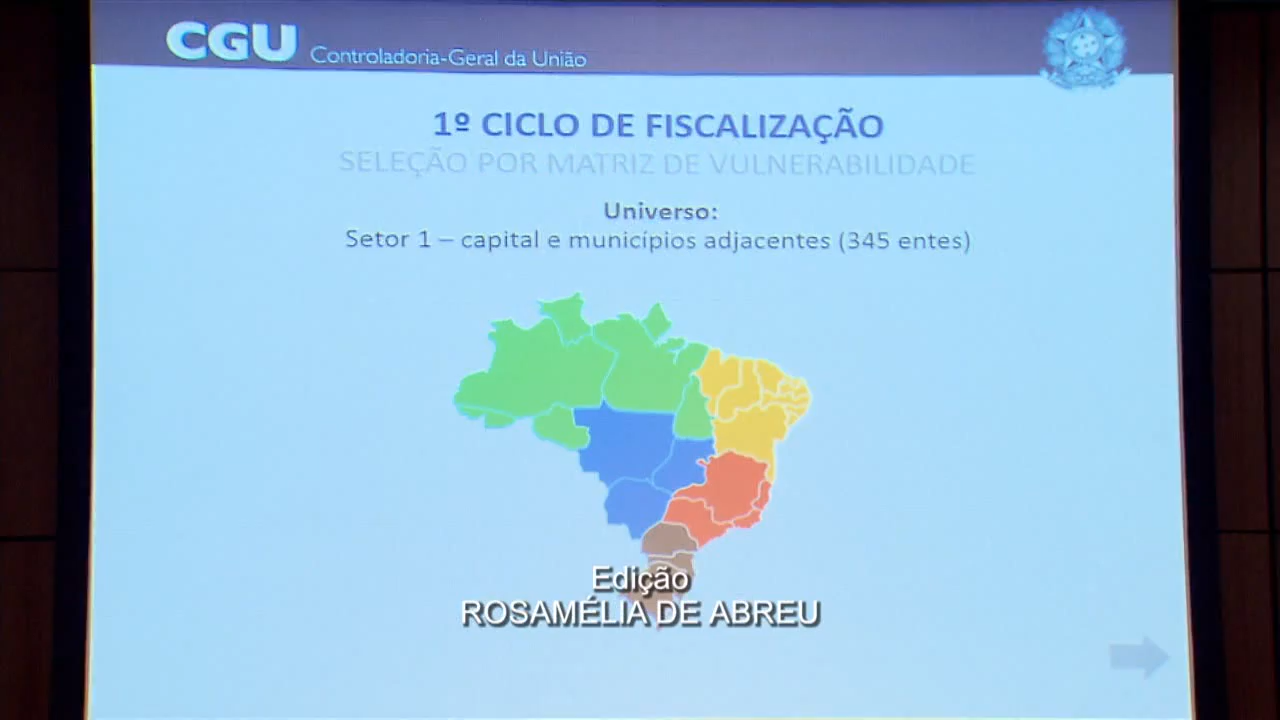 CGU Controladoria-Geral da União
1º CICLO DE FISCALIZAÇÃO
SELEÇÃO POR MATRIZ DE VULNERABILIDADE
Universo:
Setor 1 – capital e municípios adjacentes (345 entes)
Edição
ROSAMÉLIA DE ABREU